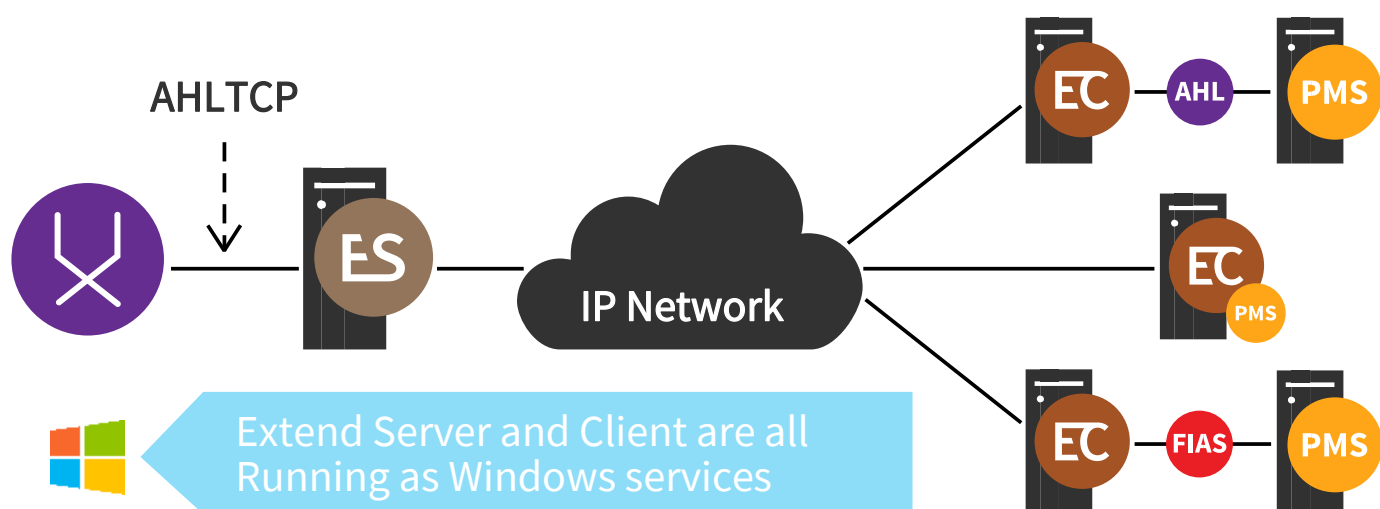 AHLTCP
ES
IP Network
EC
AHL
PMS
EC
PMS
EC
FIAS
PMS
Extend Server and Client are all
Running as Windows services